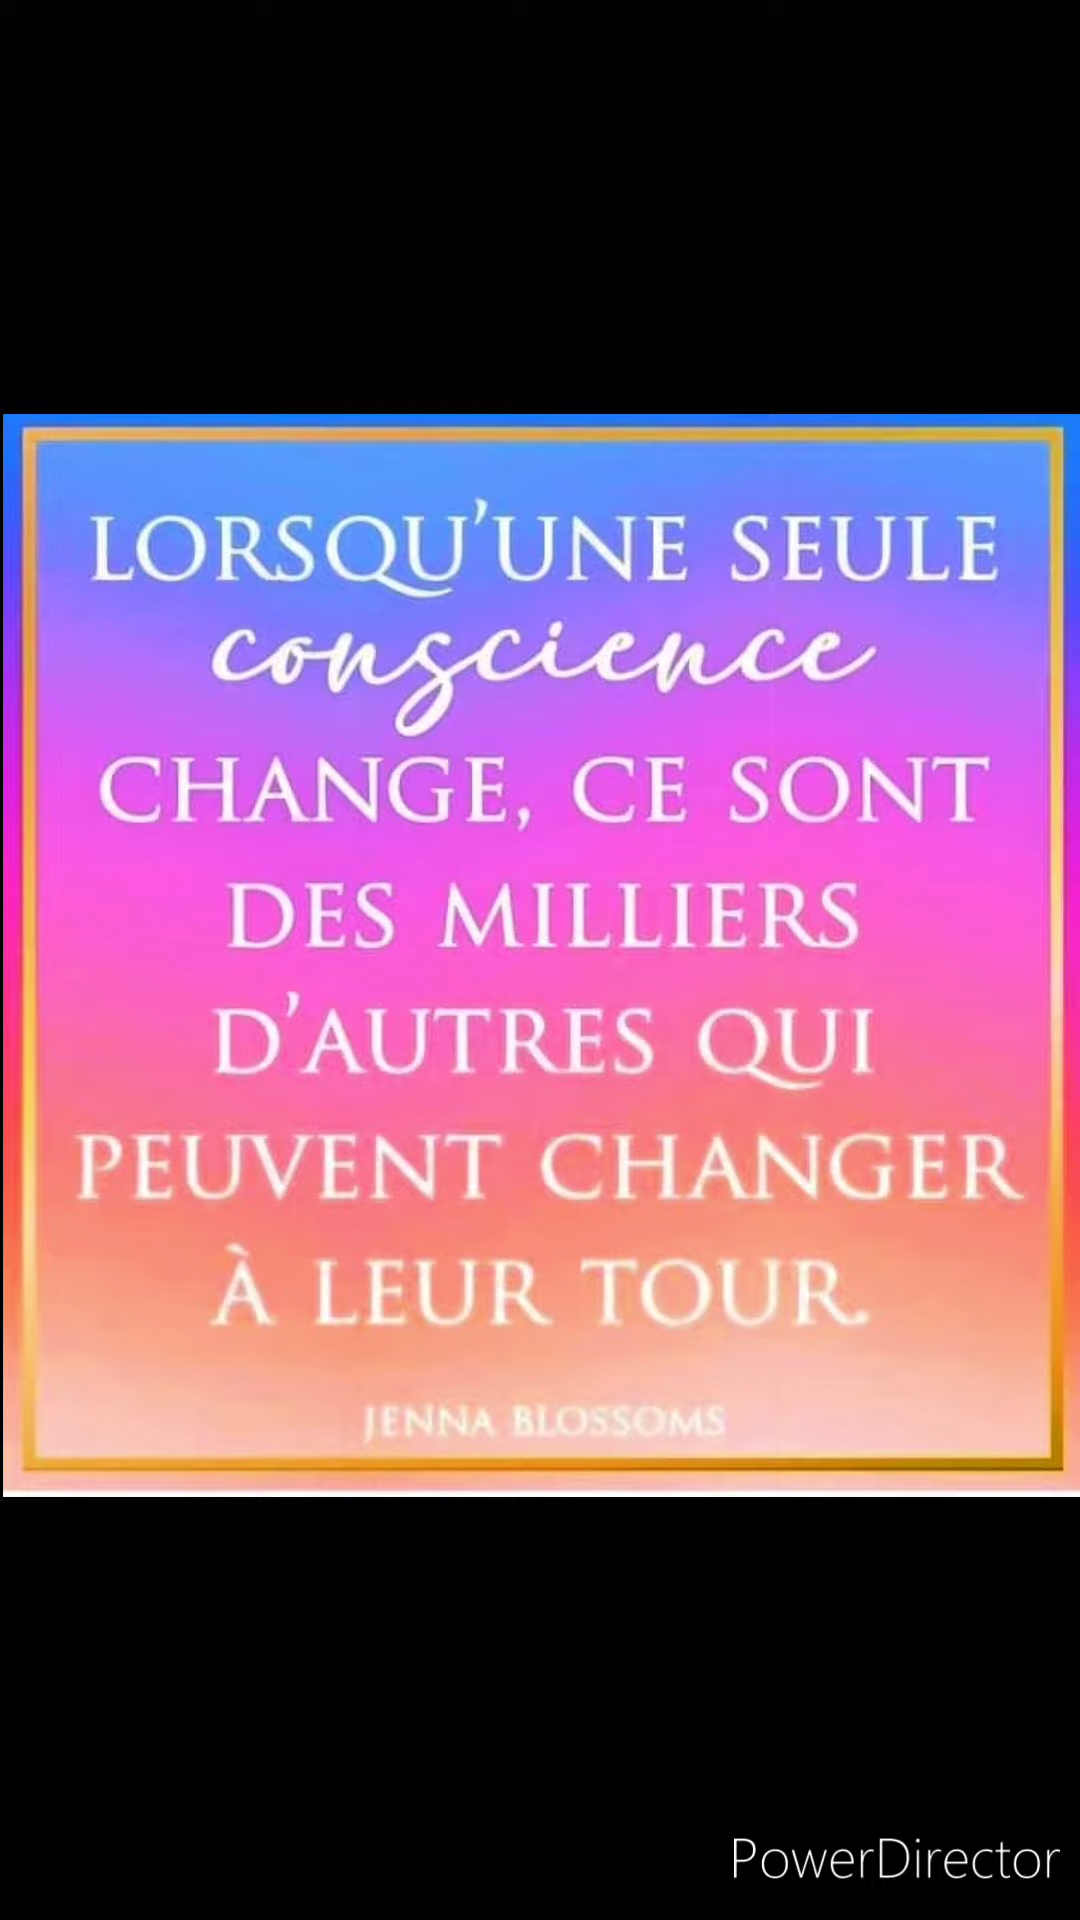 LORSQU'UNE SEULE
conscience
CHANGE, CE SONT
DES MILLIERS
D'AUTRES QUI
PEUVENT CHANGER
À LEUR TOUR.
JENNA BLOSSOMS
PowerDirector